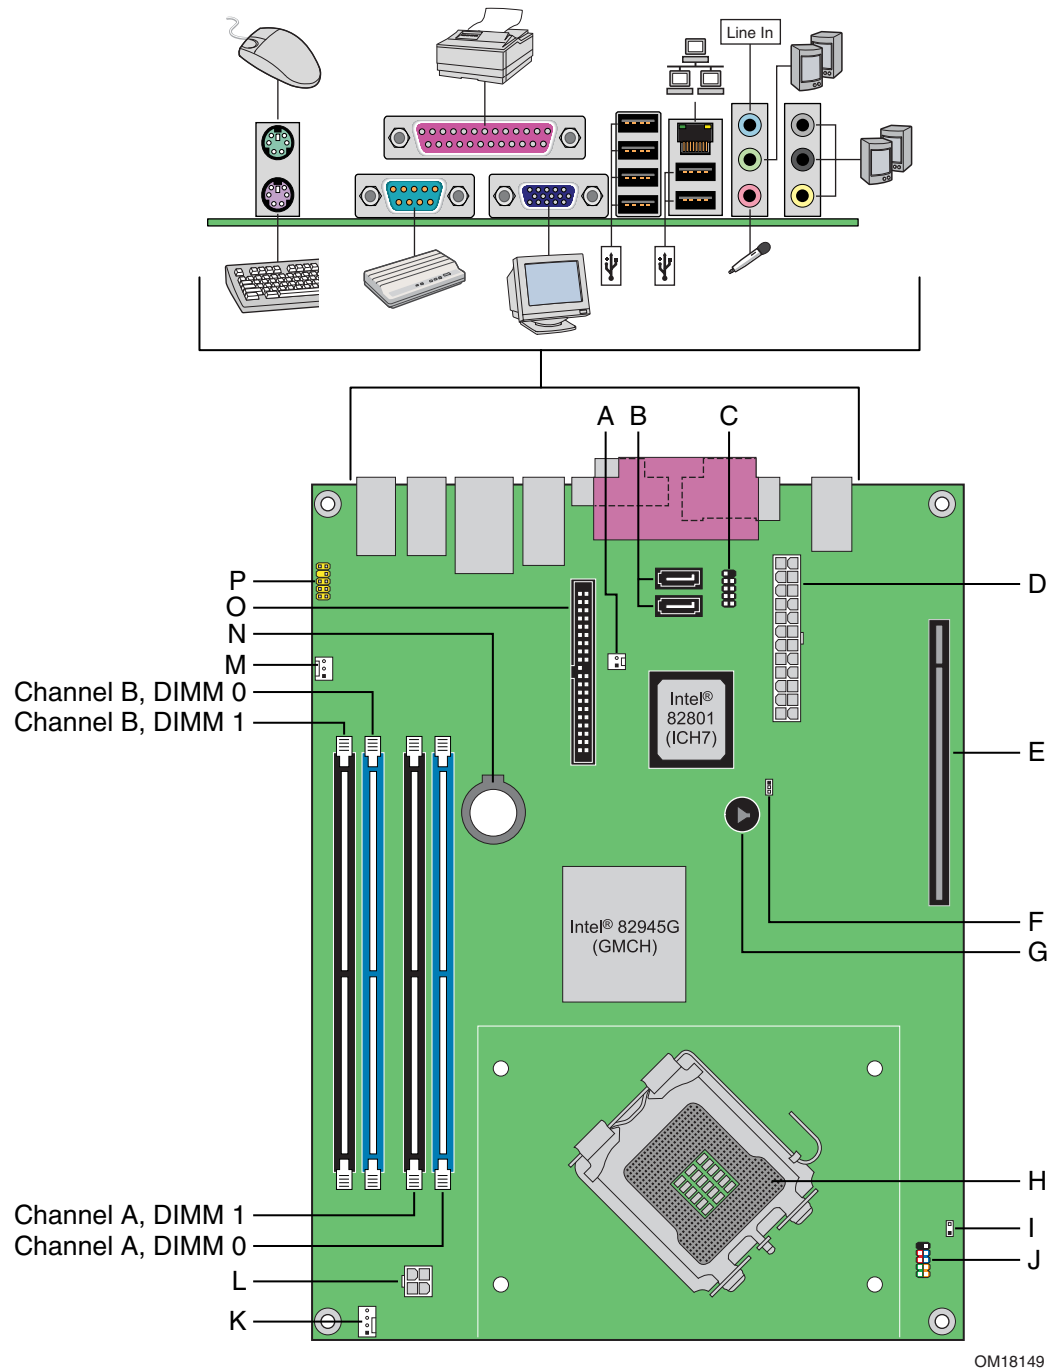 Line In
A
B
C
P
O
N
M
D
Channel B, DIMM 0
Channel B, DIMM 1
Intel®
82801
(ICH7)
E
F
G
Intel® 82945G
(GMCH)
H
Channel A, DIMM 1
Channel A, DIMM 0
I
J
L
K
OM18149